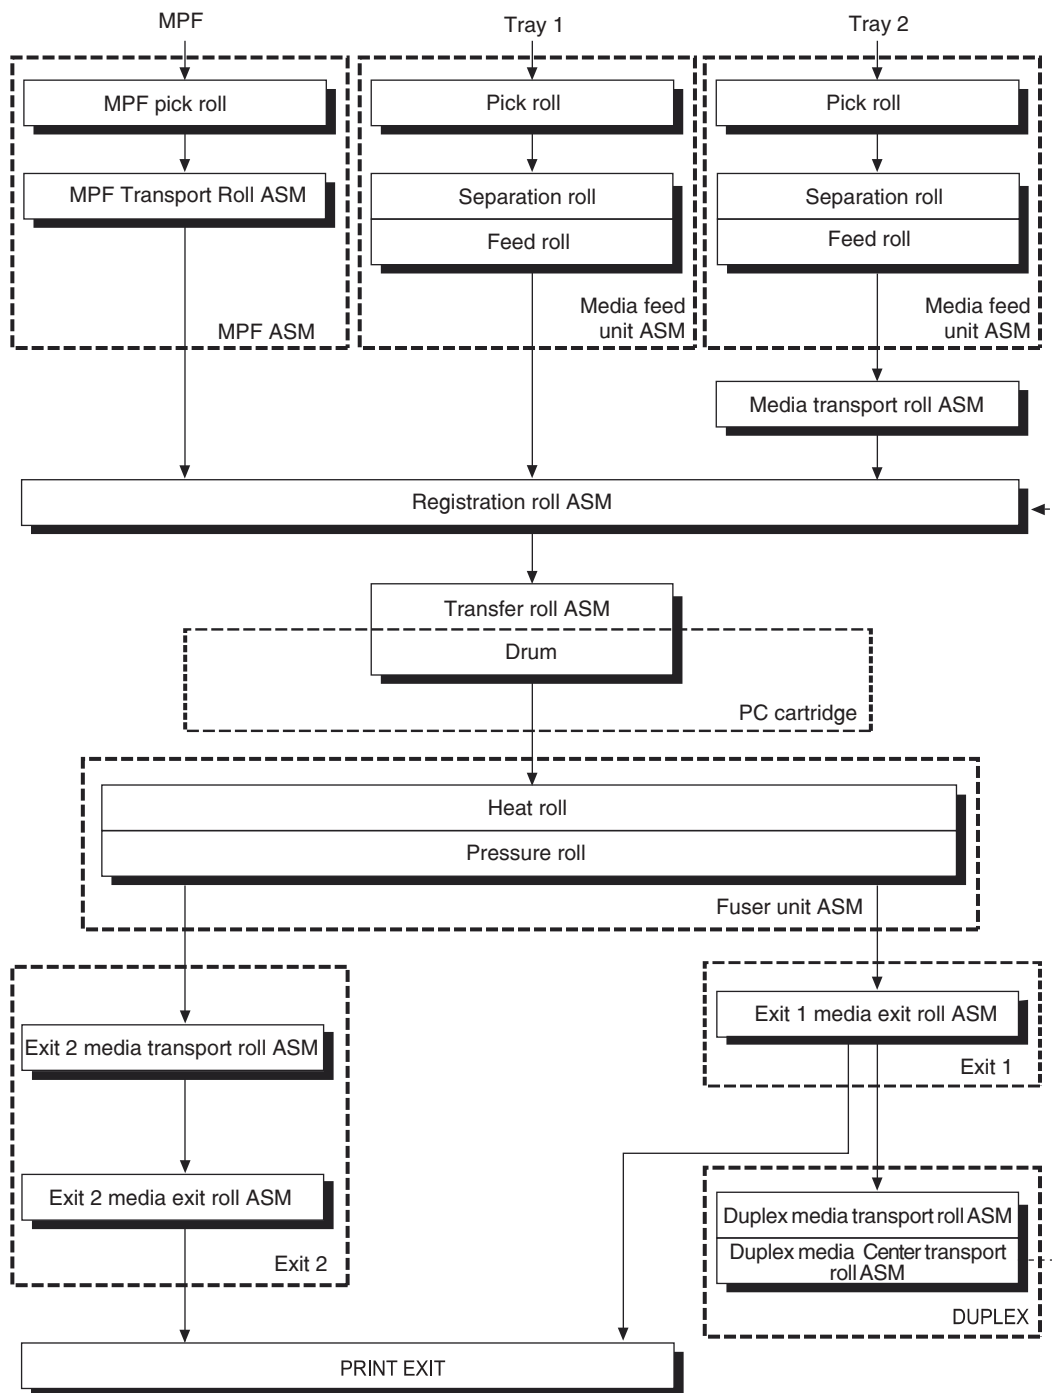 MPF
Tray 1
Tray 2
MPF pick roll
Pick roll
Pick roll
MPF Transport Roll ASM
Separation roll
Separation roll
Feed roll
Feed roll
MPF ASM
Media feed
unit ASM
Media feed
unit ASM
Media transport roll ASM
Registration roll ASM
Transfer roll ASM
Drum
PC cartridge
Heat roll
Pressure roll
Fuser unit ASM
Exit 1 media exit roll ASM
Exit 2 media transport roll ASM
Exit 1
Exit 2 media exit roll ASM
Duplex media transport roll ASM
Duplex media Center transport
roll ASM
Exit 2
DUPLEX
PRINT EXIT